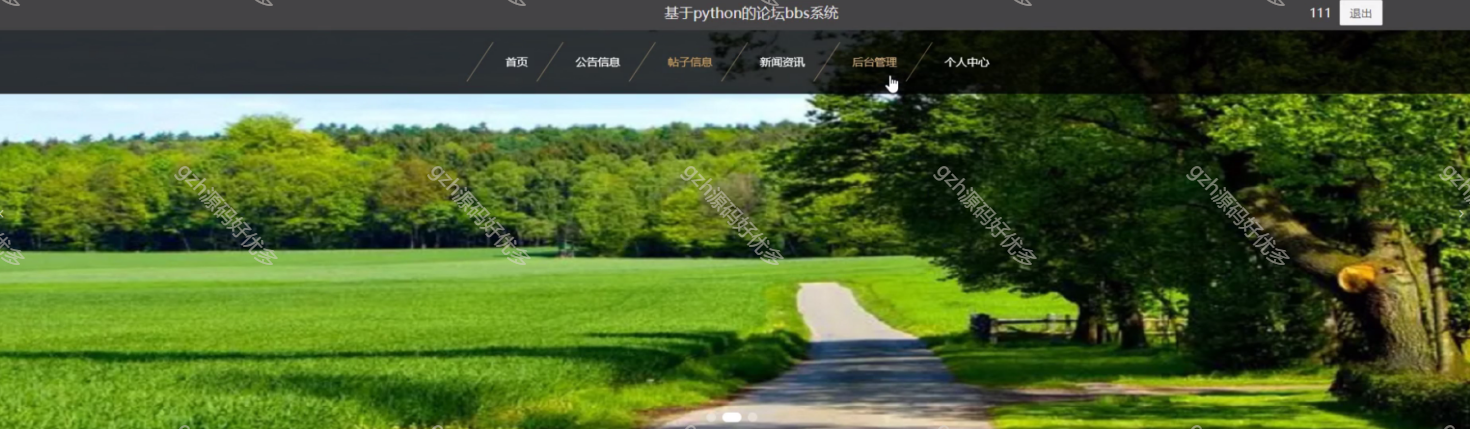 基于python的论坛bbs系统
111 退出
首页 公告信息 帖子信息 新闻资讯 后台管理 个人中心
gzh源码好优多 gzh源码好优多 gzh源码好优多 gzh源码好优多 gzh源码好优多